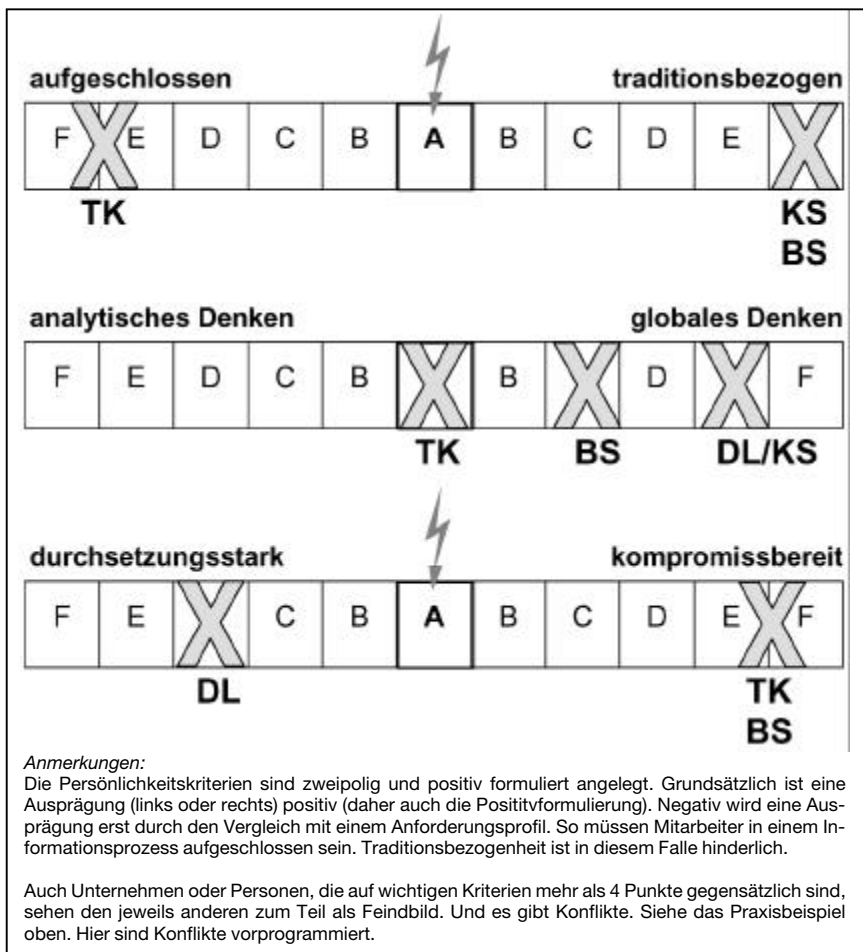 aufgeschlossen traditionsbezogen
F E D C B A B C D E
TK KS
BS
analytisches Denken globales Denken
F E D C B B D F
TK BS DL/KS
durchsetzungsstark kompromissbereit
F E C B A B C D E F
DL TK
BS
Anmerkungen:
Die Persönlichkeitskriterien sind zweipolig und positiv formuliert angelegt. Grundsätzlich ist eine
Ausprägung (links oder rechts) positiv (daher auch die Posititvformulierung). Negativ wird eine Aus-
prägung erst durch den Vergleich mit einem Anforderungsprofil. So müssen Mitarbeiter in einem In-
formationsprozess aufgeschlossen sein. Traditionsbezogenheit ist in diesem Falle hinderlich.
Auch Unternehmen oder Personen, die auf wichtigen Kriterien mehr als 4 Punkte gegensätzlich sind,
sehen den jeweils anderen zum Teil als Feindbild. Und es gibt Konflikte. Siehe das Praxisbeispiel
oben. Hier sind Konflikte vorprogrammiert.